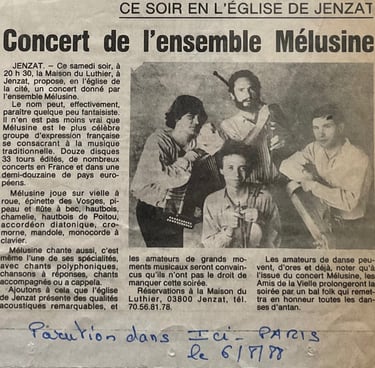 CE SOIR EN L'ÉGLISE DE JENZAT
Concert de l'ensemble Mélusine
JENZAT. – Ce samedi soir, à
20 h 30, la Maison du Luthier, à
Jenzat, propose, en l'église de
la cité, un concert donné par
l'ensemble Mélusine.
Le nom peut, effectivement,
paraître quelque peu fantaisiste.
Il n'en est pas moins vrai que
Mélusine est le plus célèbre
groupe d'expression française
se consacrant à la musique
traditionnelle. Douze disques
33 tours édités, de nombreux
concerts en France et dans une
demi-douzaine de pays euro-
péens.
Mélusine joue sur vielle à
roue, épinette des Vosges, pi-
peau et flûte à bec, hautbois,
chamelie, hautbois de Poitou,
accordéon diatonique, cro-
morne, mandole, monocorde à
clavier.
Mélusine chante aussi, c'est
même l'une de ses spécialités,
avec chants polyphoniques,
chansons à réponses, chants
accompagnés ou a cappela.
Ajoutons à cela que l'église
de Jenzat présente des qualités
acoustiques remarquables, et
les amateurs de grands mo-
ments musicaux seront convain-
cus qu'ils n'ont pas le droit de
manquer cette soirée.
Réservations à la Maison du
Luthier, 03800 Jenzat, tél.
70.56.81.78.
Les amateurs de danse peu-
vent, d'ores et déjà, noter qu'à
l'issue du concert Mélusine, les
Amis de la Vielle prolongeront la
soirée par un bal folk qui remet-
tra en honneur toutes les dan-
ses d'antan.
Parution dans Ici-PARIS
le 6/8/88